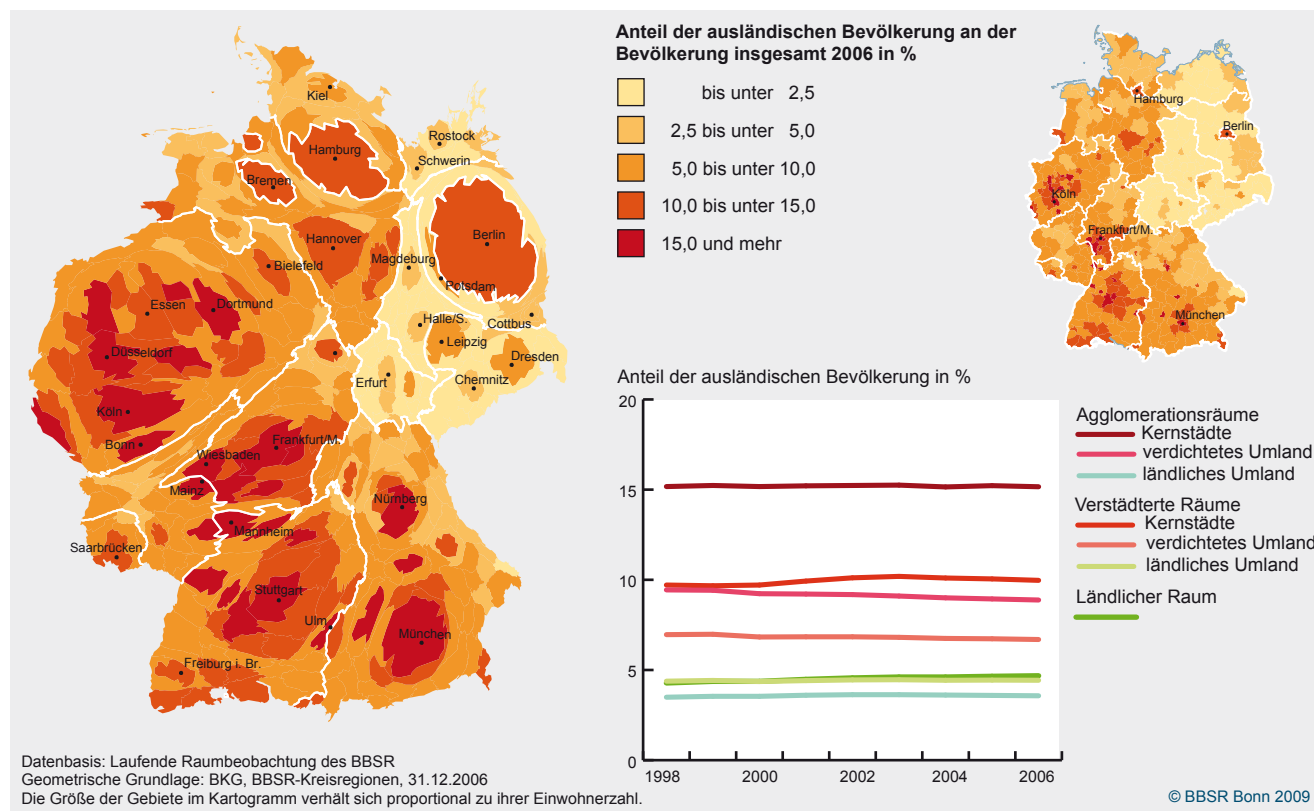 Kiel
Rostock
Schwerin
Hamburg
Bremen
Berlin
Hannover
Magdeburg
Bielefeld
Potsdam
Essen
Dortmund
Halle/S.
Cottbus
Leipzig
Düsseldorf
Dresden
Erfurt
Chemnitz
Köln
Bonn
Frankfurt/M.
Wiesbaden
Mainz
Nürnberg
Mannheim
Saarbrücken
Stuttgart
Ulm
München
Freiburg i. Br.
Datenbasis: Laufende Raumbeobachtung des BBSR
Geometrische Grundlage: BKG, BBSR-Kreisregionen, 31.12.2006
Die Größe der Gebiete im Kartogramm verhält sich proportional zu ihrer Einwohnerzahl.
Anteil der ausländischen Bevölkerung an der
Bevölkerung insgesamt 2006 in %
bis unter 2,5
2,5 bis unter 5,0
5,0 bis unter 10,0
10,0 bis unter 15,0
15,0 und mehr
Hamburg
Berlin
Köln
Frankfurt/M.
München
Anteil der ausländischen Bevölkerung in %
20
15
10
5
0
1998 2000 2002 2004 2006
Agglomerationsräume
Kernstädte
verdichtetes Umland
ländliches Umland
Verstädterte Räume
Kernstädte
verdichtetes Umland
ländliches Umland
Ländlicher Raum
© BBSR Bonn 2009